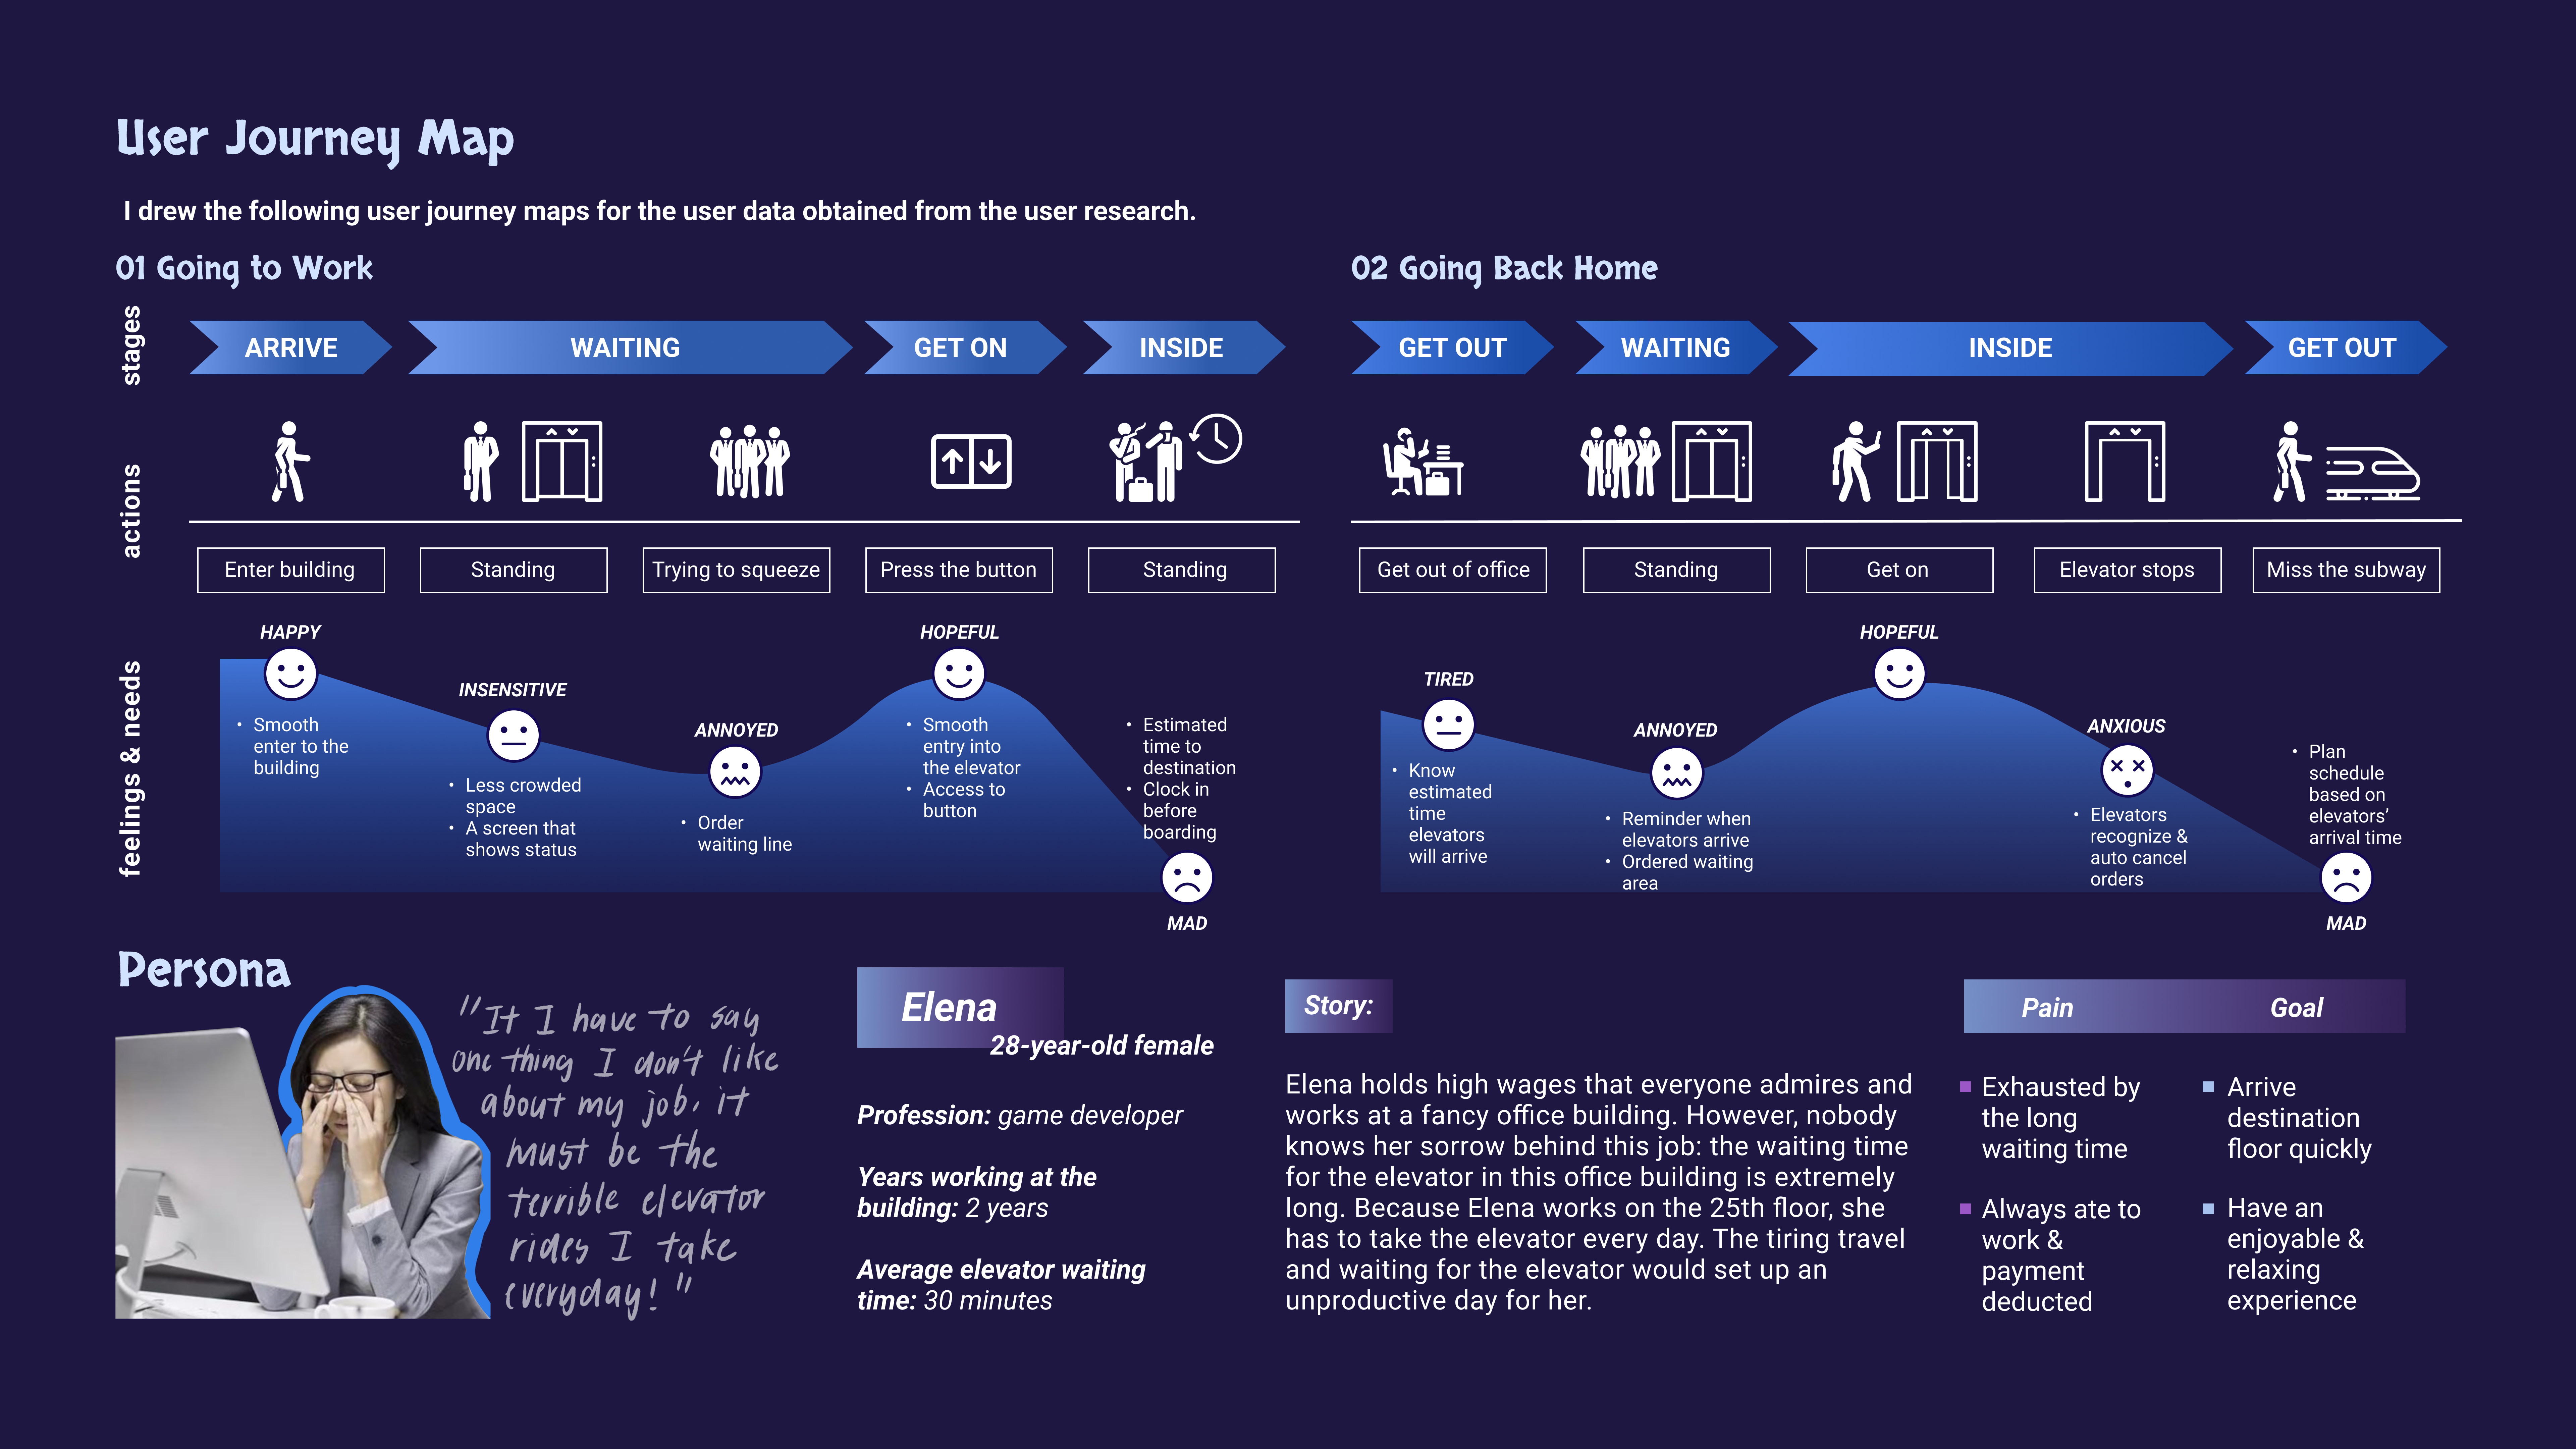 User Journey Map
I drew the following user journey maps for the user data obtained from the user research.
01 Going to Work
stages
ARRIVE
WAITING
GET ON
INSIDE
actions
Enter building
Standing
Trying to squeeze
Press the button
Standing
feelings & needs
HAPPY
• Smooth
enter to the
building
INSENSITIVE
• Less crowded
space
• A screen that
shows status
ANNOYED
• Order
waiting line
HOPEFUL
• Smooth
entry into
the elevator
• Access to
button
• Estimated
time to
destination
• Clock in
before
boarding
MAD
02 Going Back Home
GET OUT
WAITING
INSIDE
GET OUT
Get out of office
Standing
Get on
Elevator stops
Miss the subway
TIRED
• Know
estimated
time
elevators
will arrive
ANNOYED
• Reminder when
elevators arrive
• Ordered waiting
area
HOPEFUL
ANXIOUS
• Elevators
recognize &
auto cancel
orders
• Plan
schedule
based on
elevators’
arrival time
MAD
Persona
"It I have to say
one thing I don't like
about my job, it
must be the
terrible elevator
rides I take
everyday! "
Elena
28-year-old female
Profession: game developer
Years working at the
building: 2 years
Average elevator waiting
time: 30 minutes
Story:
Elena holds high wages that everyone admires and
works at a fancy office building. However, nobody
knows her sorrow behind this job: the waiting time
for the elevator in this office building is extremely
long. Because Elena works on the 25th floor, she
has to take the elevator every day. The tiring travel
and waiting for the elevator would set up an
unproductive day for her.
Pain
Exhausted by
the long
waiting time
Always ate to
work &
payment
deducted
Goal
Arrive
destination
floor quickly
Have an
enjoyable &
relaxing
experience